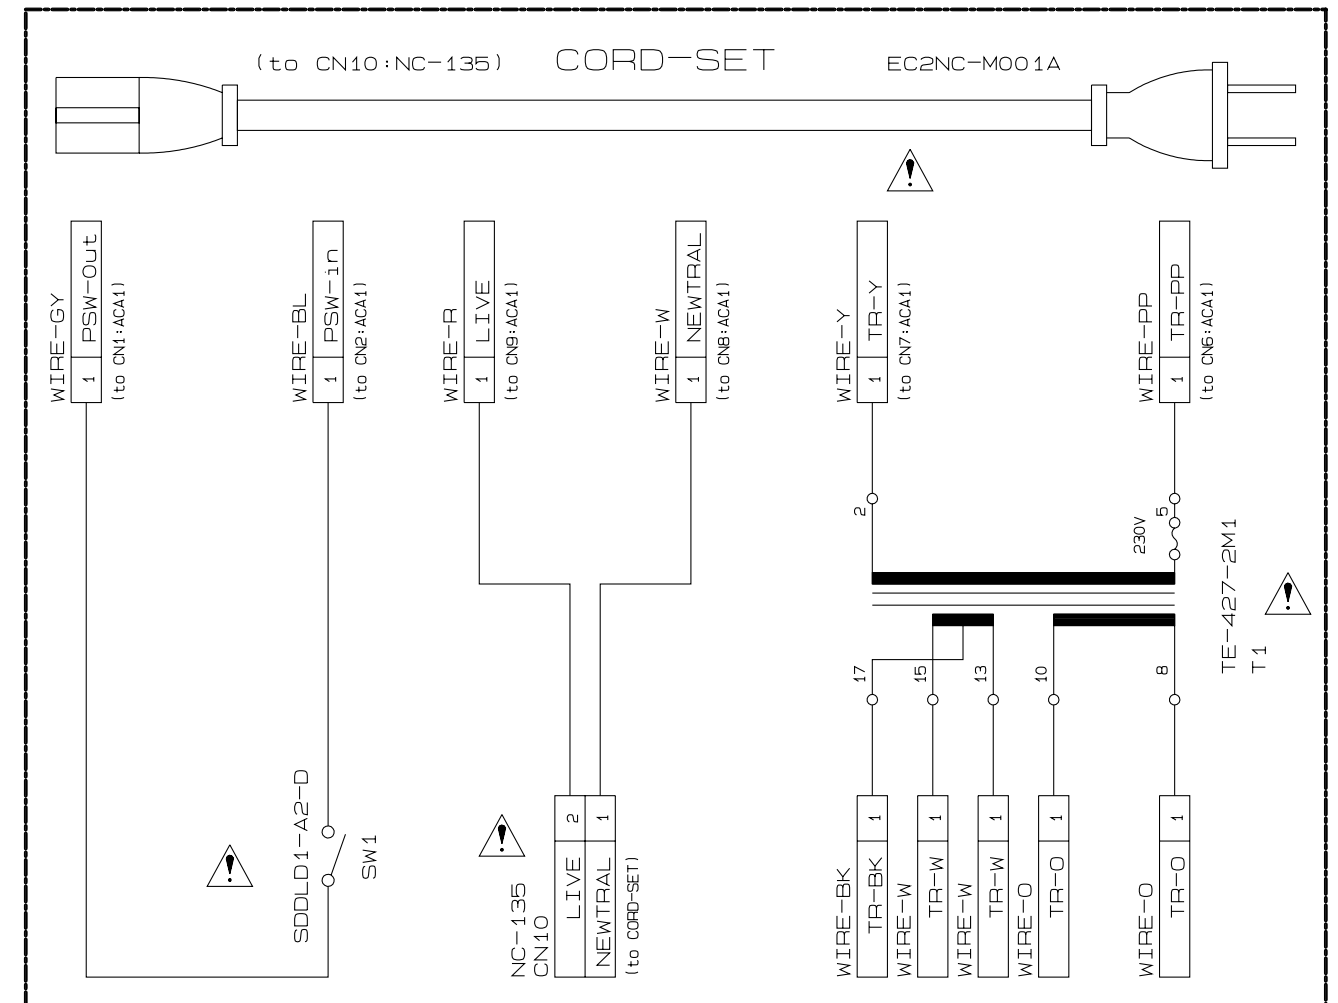 (to CN10:NC-135)
CORD-SET
EC2NC-M001A
WIRE-GY
1 PSW-Out
(to CN1:ACA1)
WIRE-BL
1 PSW-in
(to CN2:ACA1)
WIRE-R
1 LIVE
(to CN9:ACA1)
WIRE-W
1 NEWTRAL
(to CN8:ACA1)
WIRE-Y
1 TR-Y
(to CN7:ACA1)
WIRE-PP
1 TR-PP
(to CN6:ACA1)
2
5
230V
TE-427-2M1
T1
17
15
13
10
8
SDDLD1-A2-D
SW1
NC-135
CN10
LIVE 2
NEWTRAL 1
(to CORD-SET)
WIRE-BK
TR-BK 1
WIRE-W
TR-W 1
WIRE-W
TR-W 1
WIRE-O
TR-O 1
WIRE-O
TR-O 1